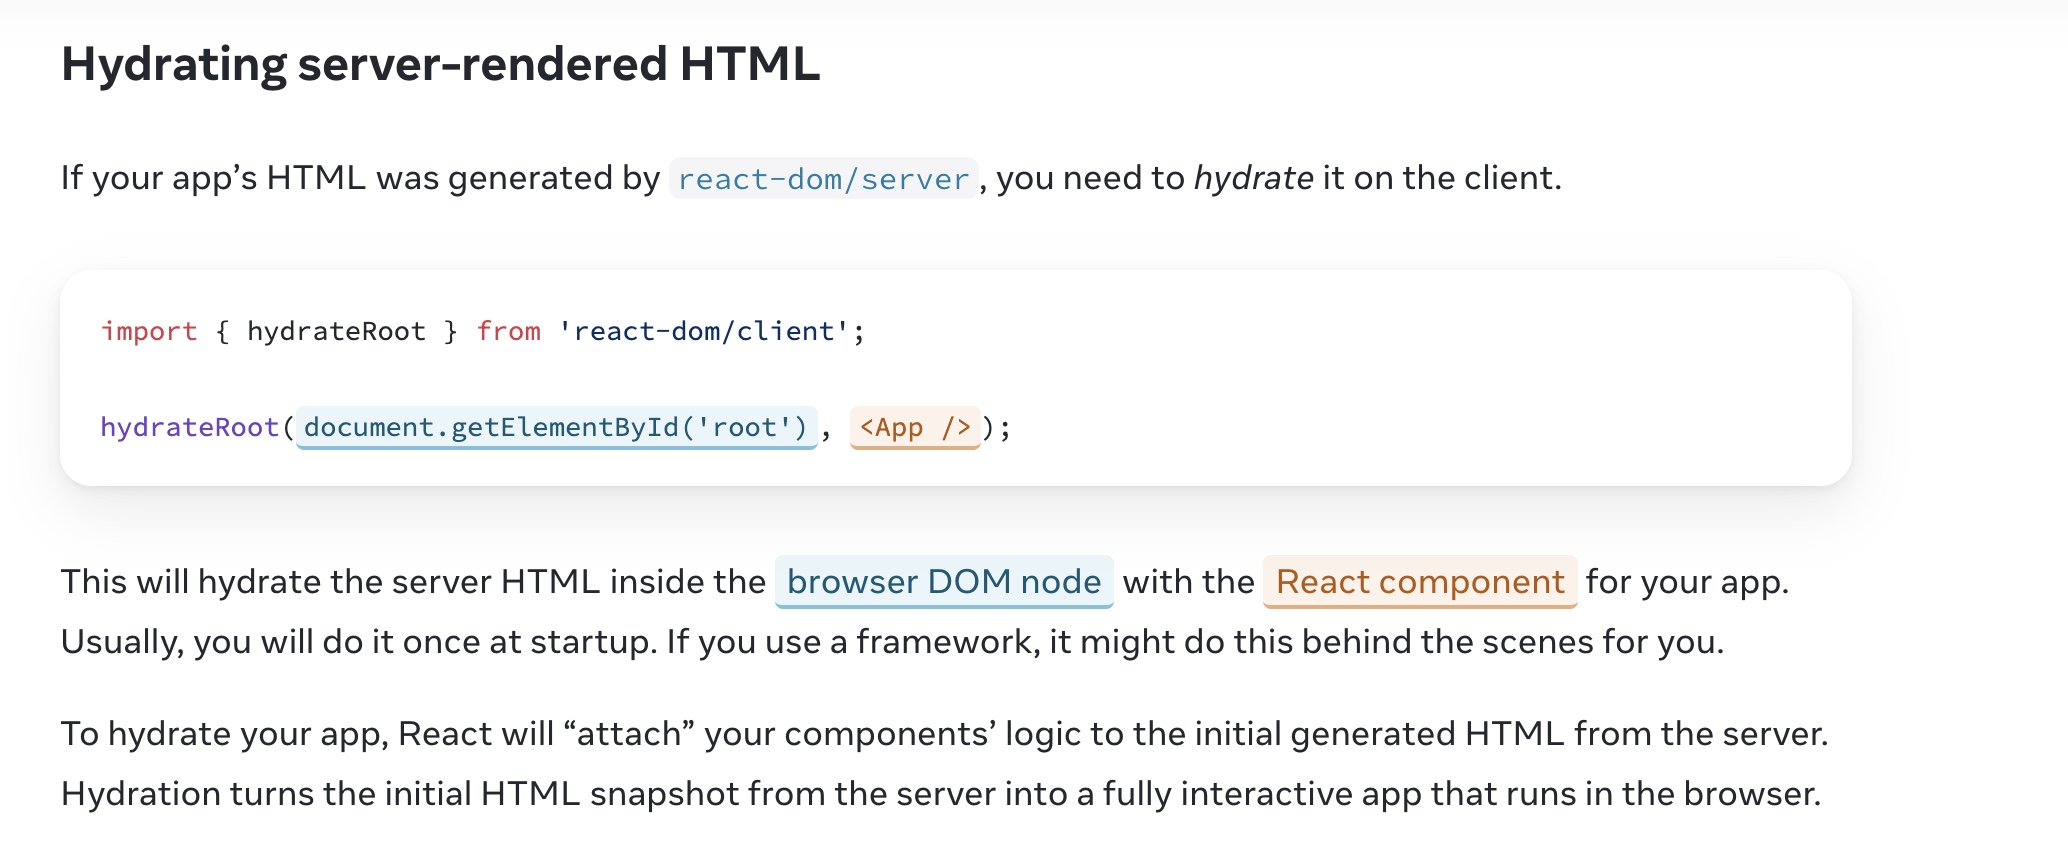 Hydrating server-rendered HTML
If your app’s HTML was generated by react-dom/server, you need to hydrate it on the client.
import { hydrateRoot } from 'react-dom/client';
hydrateRoot(document.getElementById('root'), <App />);
This will hydrate the server HTML inside the browser DOM node with the React component for your app.
Usually, you will do it once at startup. If you use a framework, it might do this behind the scenes for you.
To hydrate your app, React will “attach” your components’ logic to the initial generated HTML from the server.
Hydration turns the initial HTML snapshot from the server into a fully interactive app that runs in the browser.